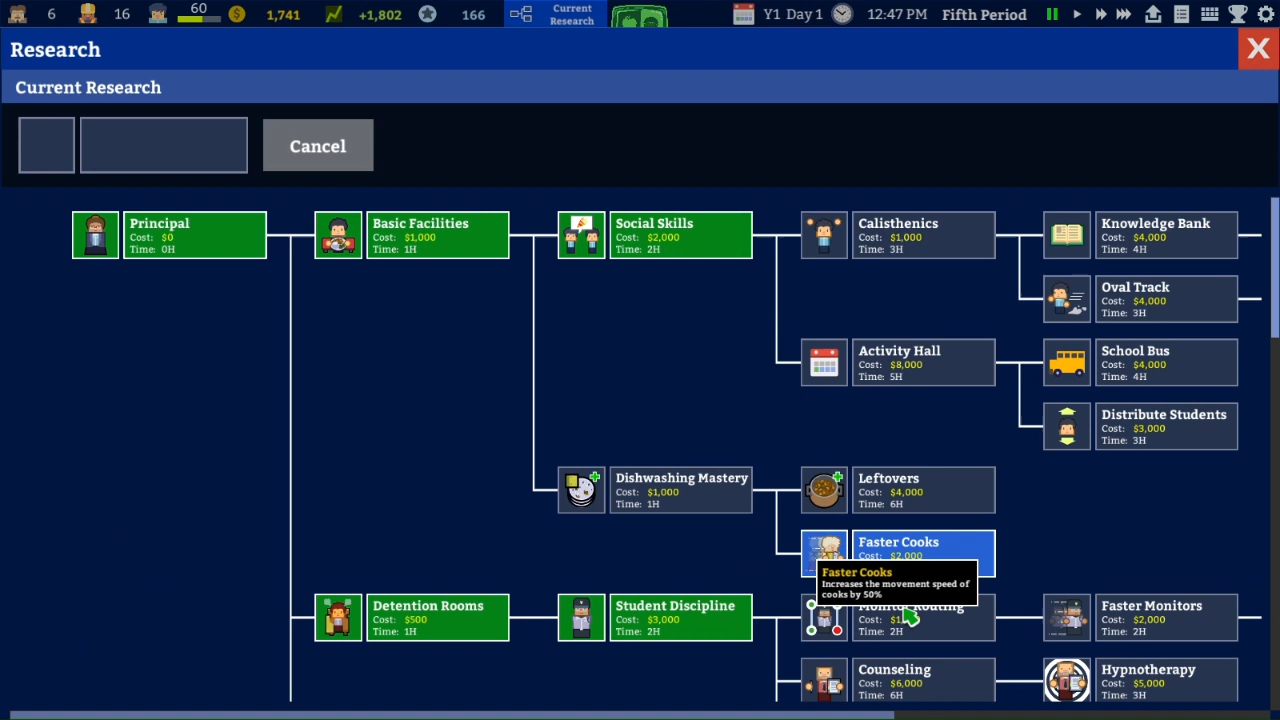 6 16 60 1,741 +1,802 166 Current Research Y1 Day 1 12:47 PM Fifth Period
Research
Current Research
Cancel
Principal
Cost: $0
Time: 0H
Basic Facilities
Cost: $1,000
Time: 1H
Social Skills
Cost: $2,000
Time: 2H
Calisthenics
Cost: $1,000
Time: 3H
Knowledge Bank
Cost: $4,000
Time: 4H
Oval Track
Cost: $4,000
Time: 3H
Activity Hall
Cost: $8,000
Time: 5H
School Bus
Cost: $4,000
Time: 4H
Distribute Students
Cost: $3,000
Time: 3H
Dishwashing Mastery
Cost: $1,000
Time: 1H
Leftovers
Cost: $4,000
Time: 6H
Faster Cooks
Cost: $2,000
Faster Cooks
Increases the movement speed of
cooks by 50%
Detention Rooms
Cost: $500
Time: 1H
Student Discipline
Cost: $3,000
Time: 2H
Monitor Routing
Cost:
Time: 2H
Faster Monitors
Cost: $2,000
Time: 2H
Counseling
Cost: $6,000
Time: 6H
Hypnotherapy
Cost: $5,000
Time: 3H